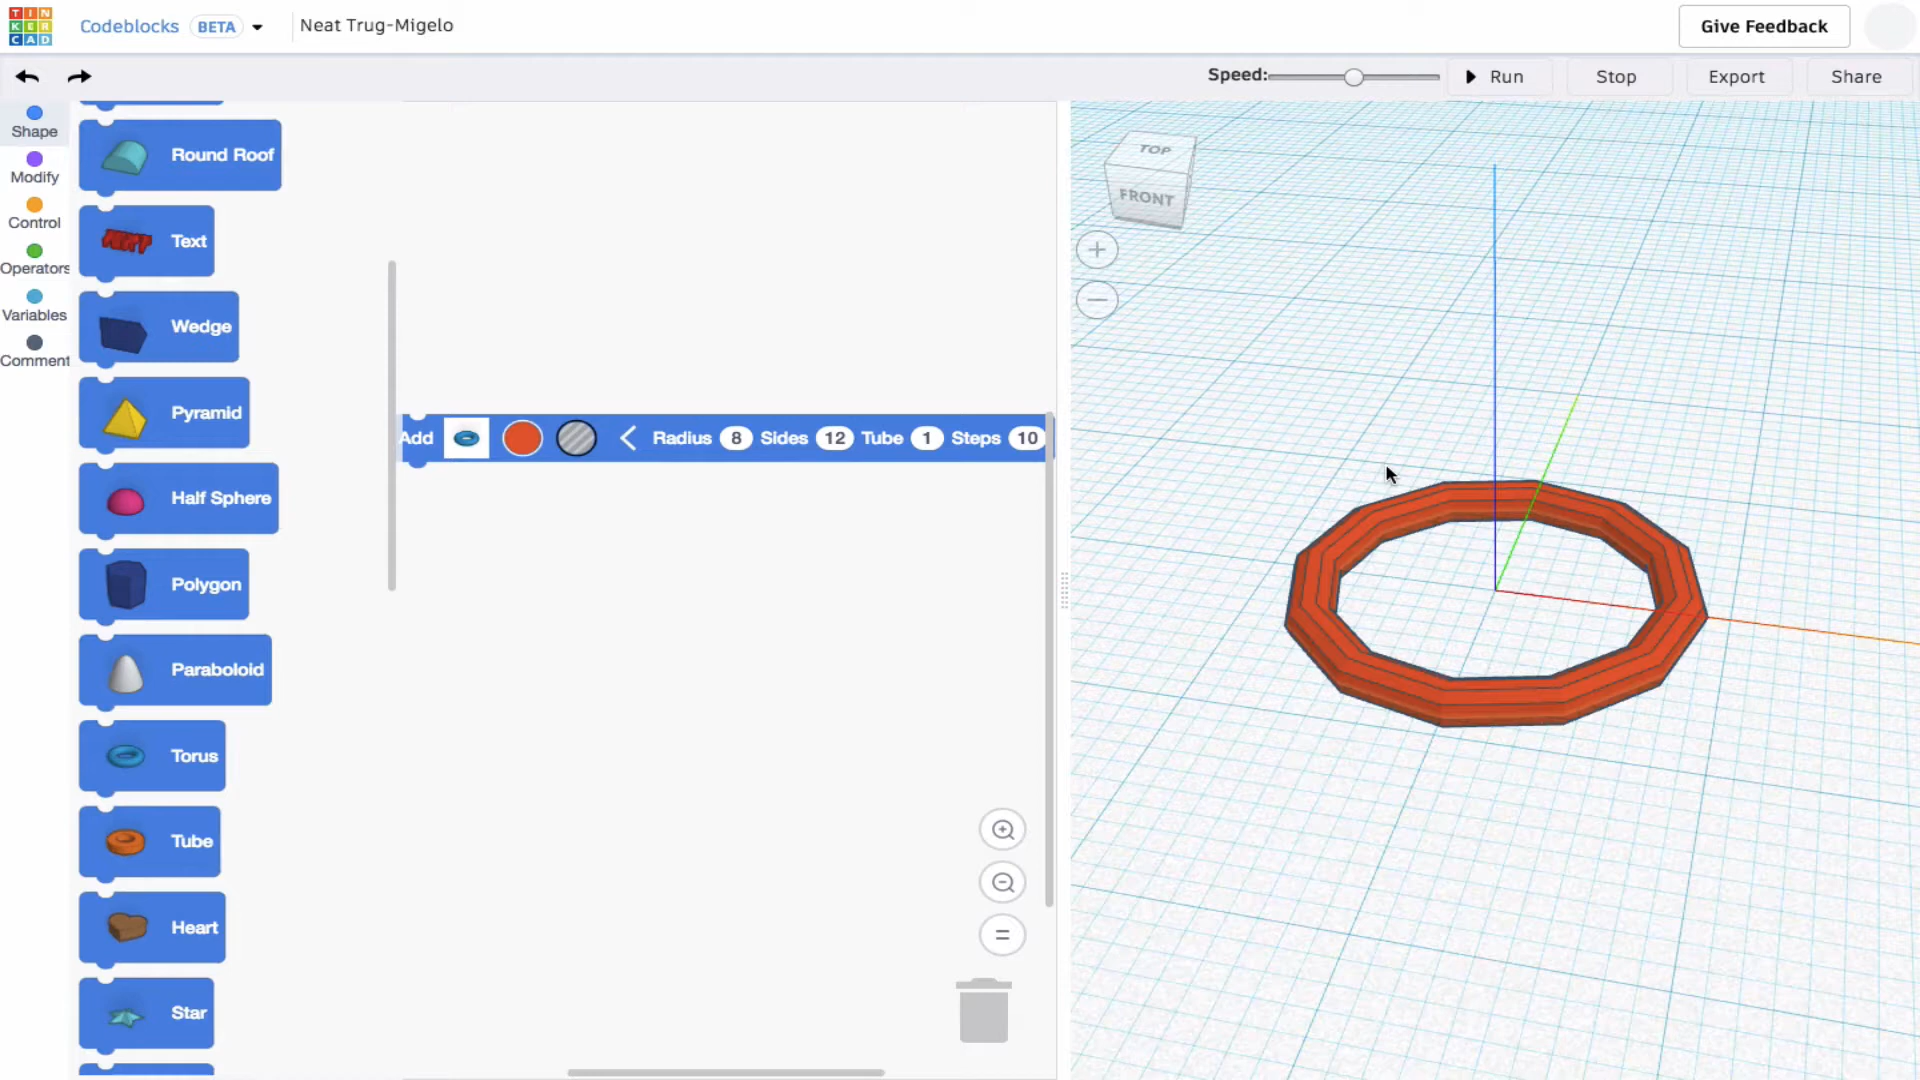 TIN
KER
CAD
Codeblocks BETA
Neat Trug-Migelo
Give Feedback
Speed:
Run
Stop
Export
Share
Shape
Modify
Control
Operators
Variables
Comment
Round Roof
Text
Wedge
Pyramid
Half Sphere
Polygon
Paraboloid
Torus
Tube
Heart
Star
Add Radius 8 Sides 12 Tube 1 Steps 10
TOP
FRONT